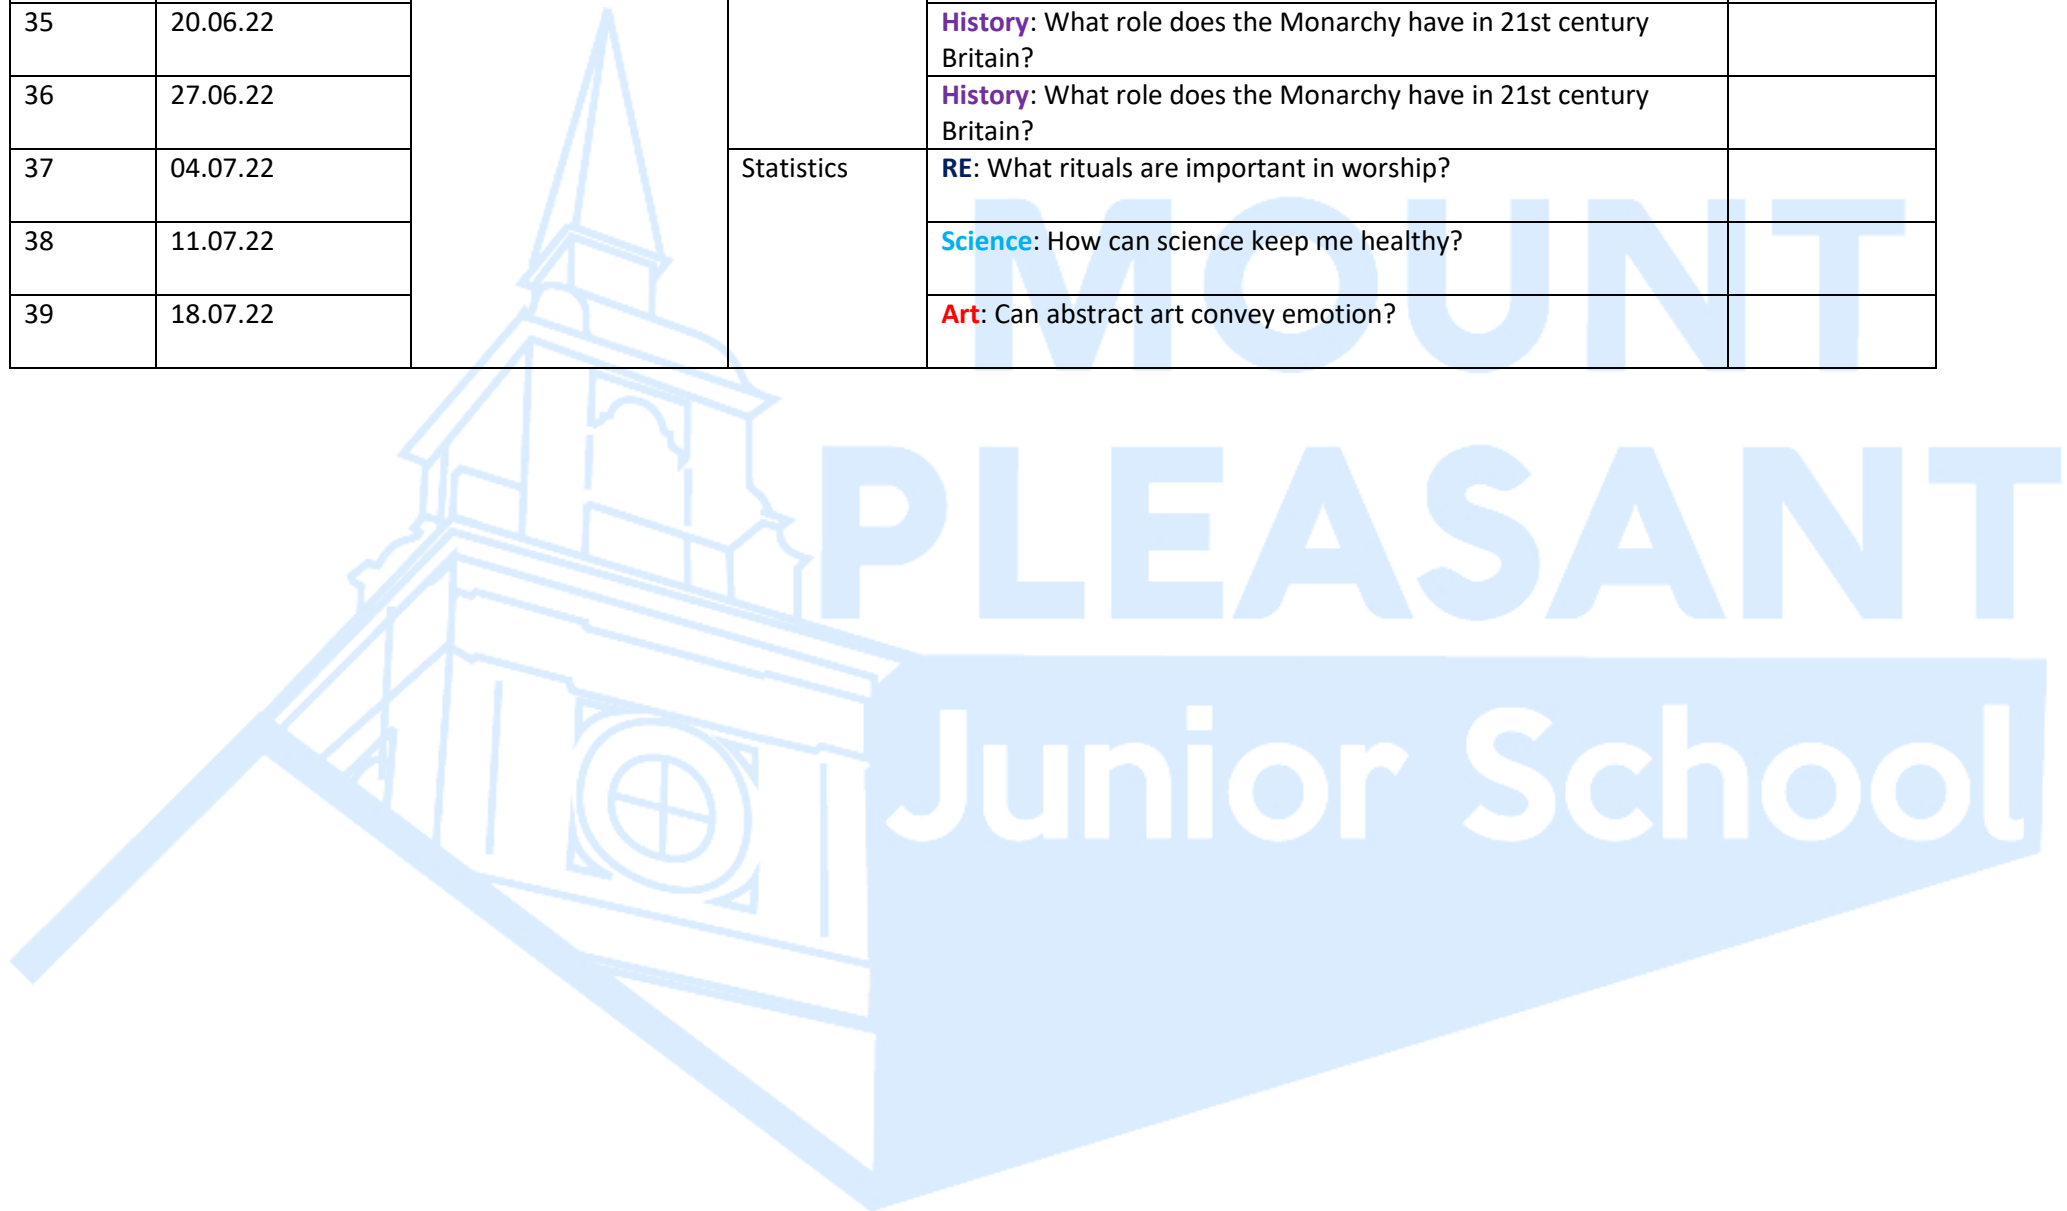 35 20.06.22 History: What role does the Monarchy have in 21st century
Britain?
36 27.06.22 History: What role does the Monarchy have in 21st century
Britain?
37 04.07.22 Statistics RE: What rituals are important in worship?
38 11.07.22 Science: How can science keep me healthy?
39 18.07.22 Art: Can abstract art convey emotion?
MOUNT
PLEASANT
Junior School